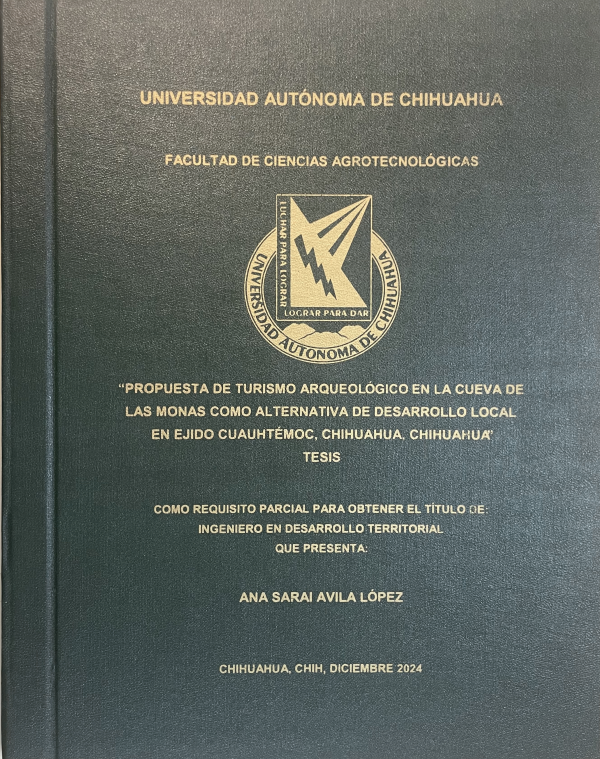 UNIVERSIDAD AUTÓNOMA DE CHIHUAHUA
FACULTAD DE CIENCIAS AGROTECNOLÓGICAS
LUCHAR PARA LOGRAR
LOGRAR PARA DAR
UNIVERSIDAD AUTONOMA DE CHIHUAHUA
“PROPUESTA DE TURISMO ARQUEOLÓGICO EN LA CUEVA DE
LAS MONAS COMO ALTERNATIVA DE DESARROLLO LOCAL
EN EJIDO CUAUHTÉMOC, CHIHUAHUA, CHIHUAHUA”
TESIS
COMO REQUISITO PARCIAL PARA OBTENER EL TÍTULO DE:
INGENIERO EN DESARROLLO TERRITORIAL
QUE PRESENTA:
ANA SARAI AVILA LÓPEZ
CHIHUAHUA, CHIH, DICIEMBRE 2024